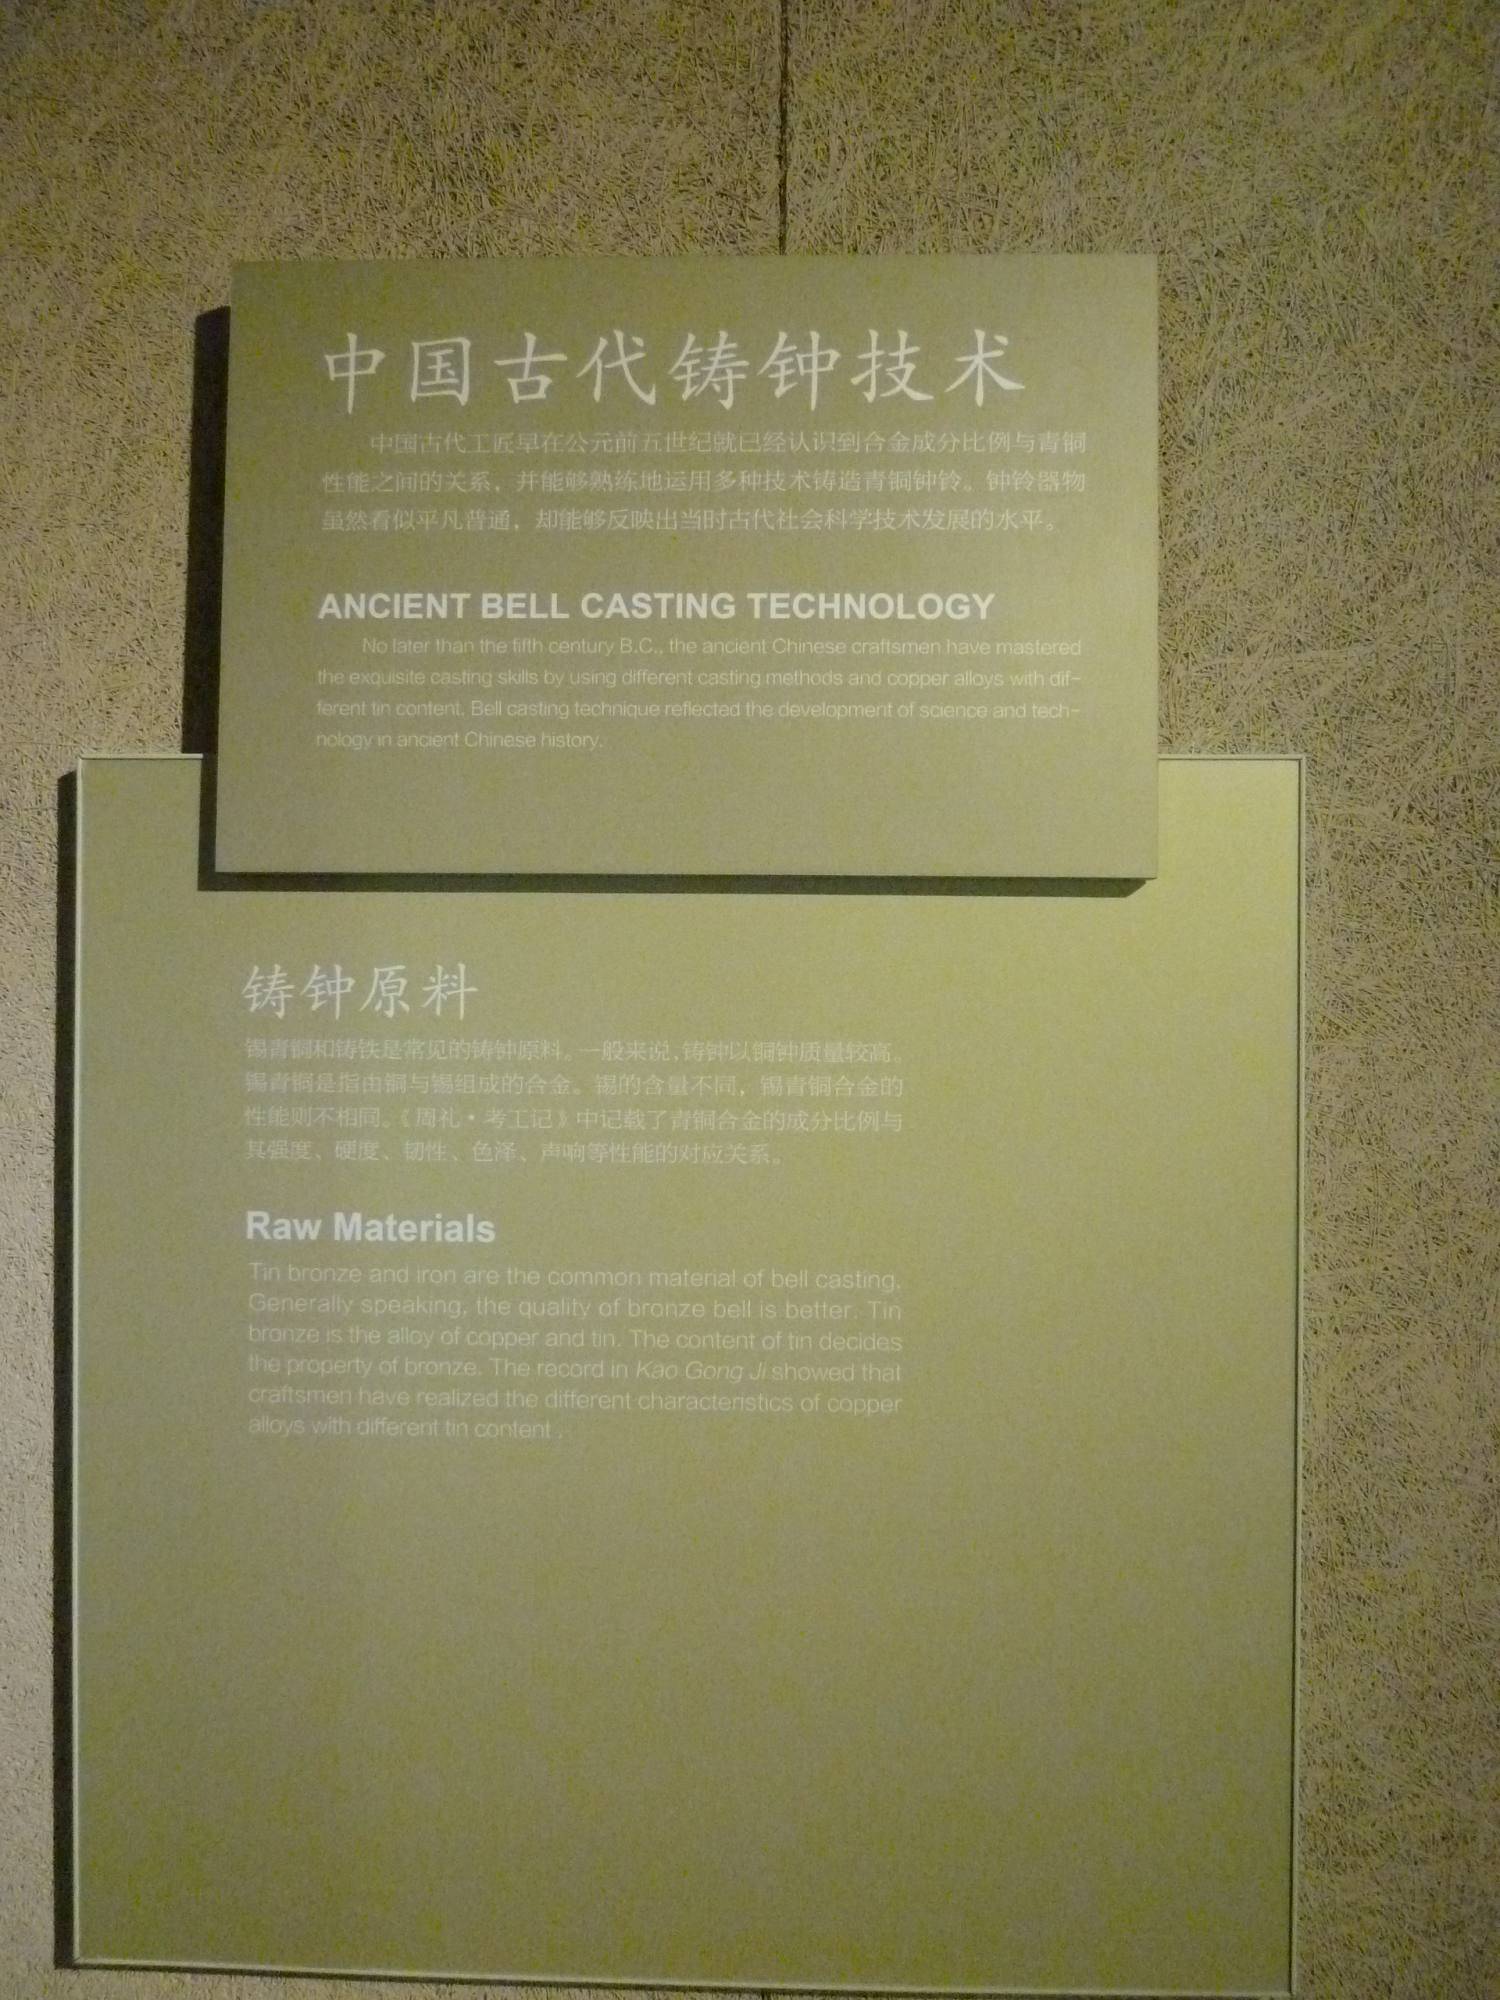 中国古代铸钟技术
中国古代工匠早在公元前五世纪就已经认识到合金成分比例与青铜
性能之间的关系，并能够熟练地运用多种技术铸造青铜钟铃。钟铃器物
虽然看似平凡普通，却能够反映出当时古代社会科学技术发展的水平。
ANCIENT BELL CASTING TECHNOLOGY
No later than the fifth century B.C., the ancient Chinese craftsmen have mastered
the exquisite casting skills by using different casting methods and copper alloys with dif-
ferent tin content. Bell casting technique reflected the development of science and tech-
nology in ancient Chinese history.
铸钟原料
锡青铜和铸铁是常见的铸钟原料。一般来说，铸钟以铜钟质量较高。
锡青铜是指由铜与锡组成的合金。锡的含量不同，锡青铜合金的
性能则不相同。《周礼·考工记》中记载了青铜合金的成分比例与
其强度、硬度、韧性、色泽、声响等性能的对应关系。
Raw Materials
Tin bronze and iron are the common material of bell casting.
Generally speaking, the quality of bronze bell is better. Tin
bronze is the alloy of copper and tin. The content of tin decides
the property of bronze. The record in Kao Gong Ji showed that
craftsmen have realized the different characteristics of copper
alloys with different tin content .